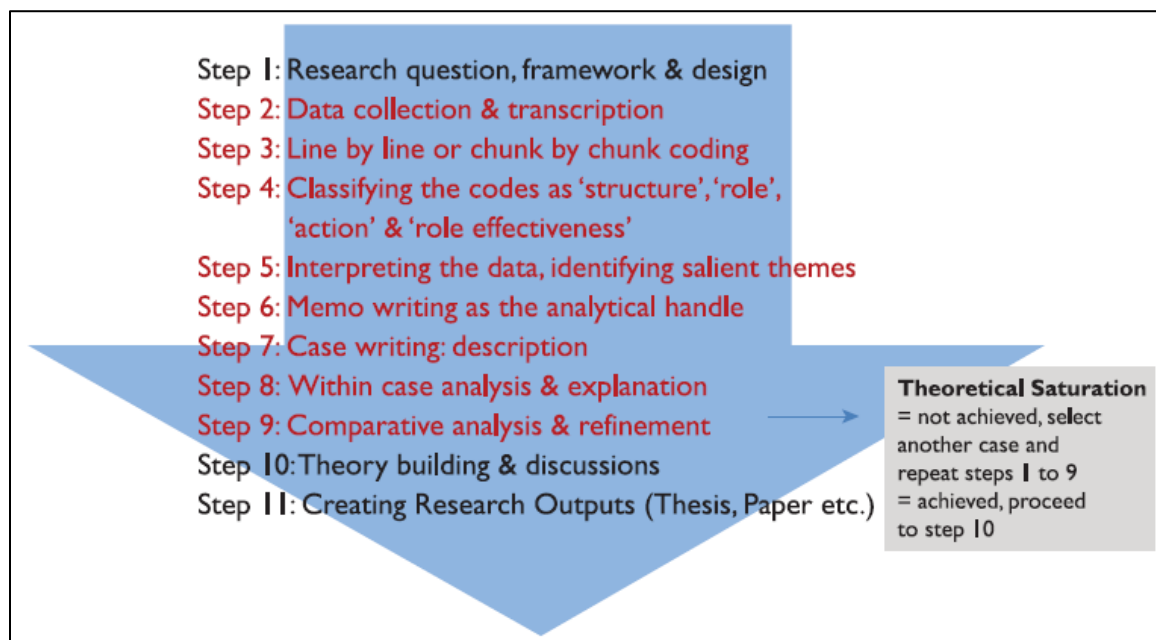 Step 1: Research question, framework & design
Step 2: Data collection & transcription
Step 3: Line by line or chunk by chunk coding
Step 4: Classifying the codes as ‘structure’, ‘role’,
‘action’ & ‘role effectiveness’
Step 5: Interpreting the data, identifying salient themes
Step 6: Memo writing as the analytical handle
Step 7: Case writing: description
Step 8: Within case analysis & explanation
Step 9: Comparative analysis & refinement
Step 10: Theory building & discussions
Step 11: Creating Research Outputs (Thesis, Paper etc.)
Theoretical Saturation
= not achieved, select
another case and
repeat steps 1 to 9
= achieved, proceed
to step 10